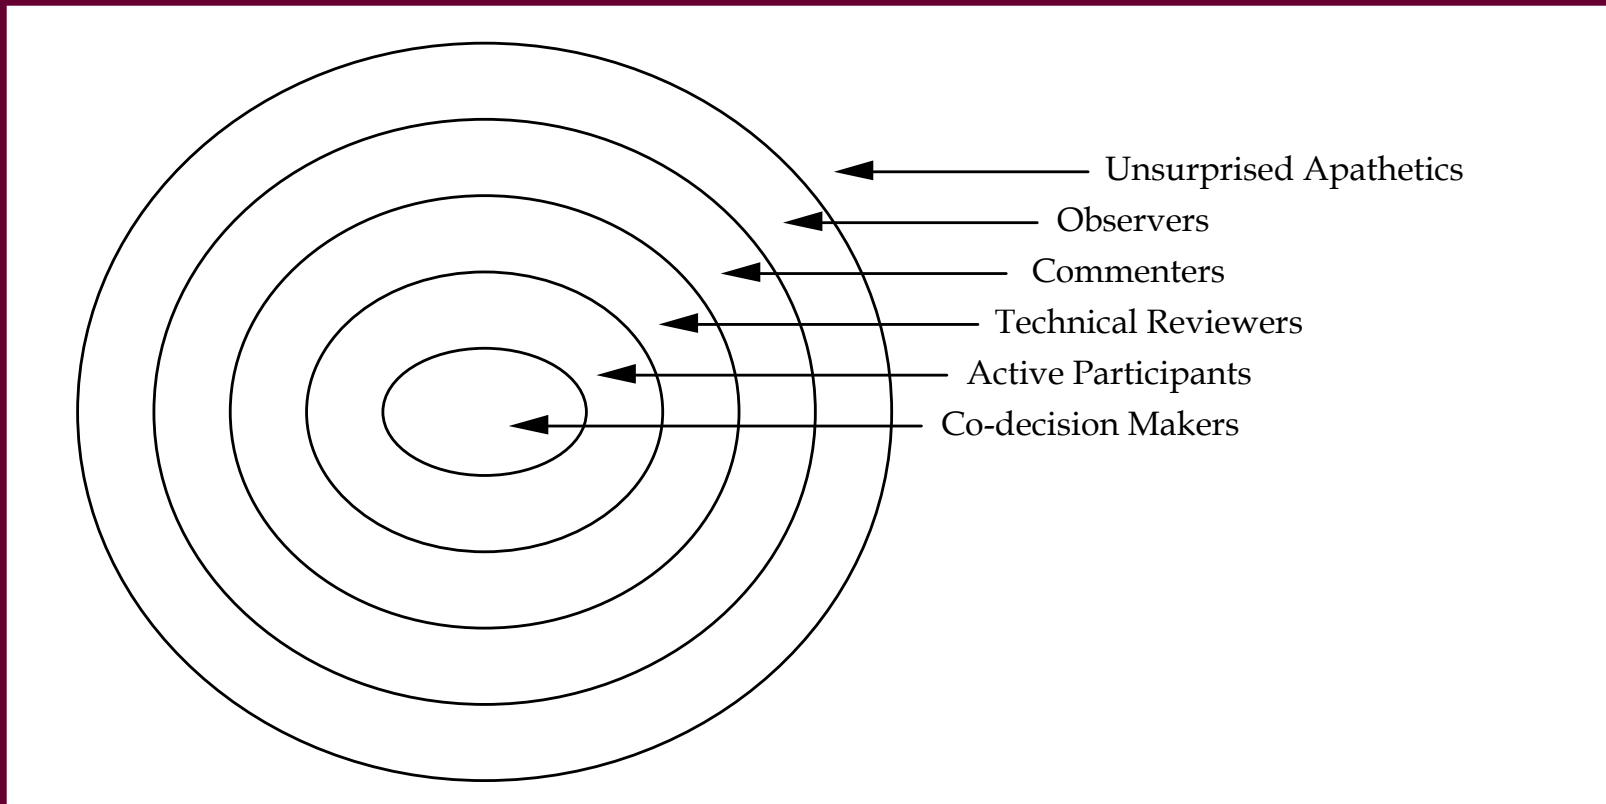 Unsurprised Apathetics
Observers
Commenters
Technical Reviewers
Active Participants
Co-decision Makers